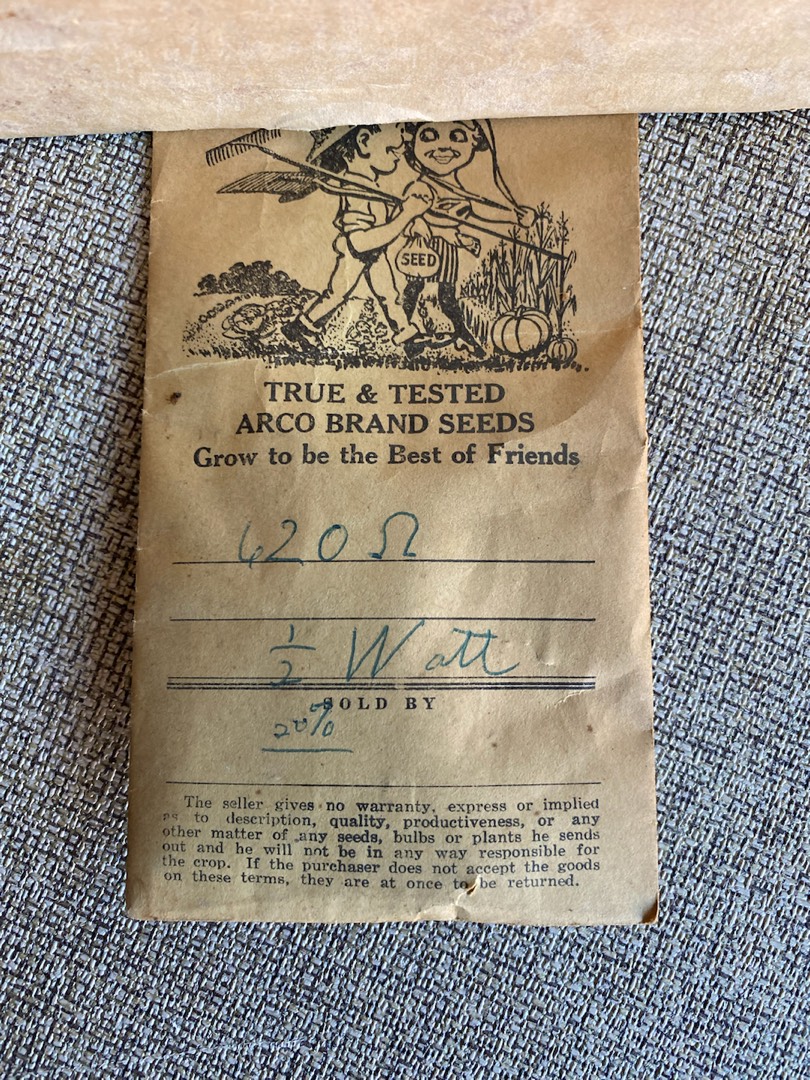 SEED
TRUE & TESTED
ARCO BRAND SEEDS
Grow to be the Best of Friends
620 Ω
1/2 Watt
SOLD BY
20%
The seller gives no warranty, express or implied
as to description, quality, productiveness, or any
other matter of any seeds, bulbs or plants he sends
out and he will not be in any way responsible for
the crop. If the purchaser does not accept the goods
on these terms, they are at once to be returned.